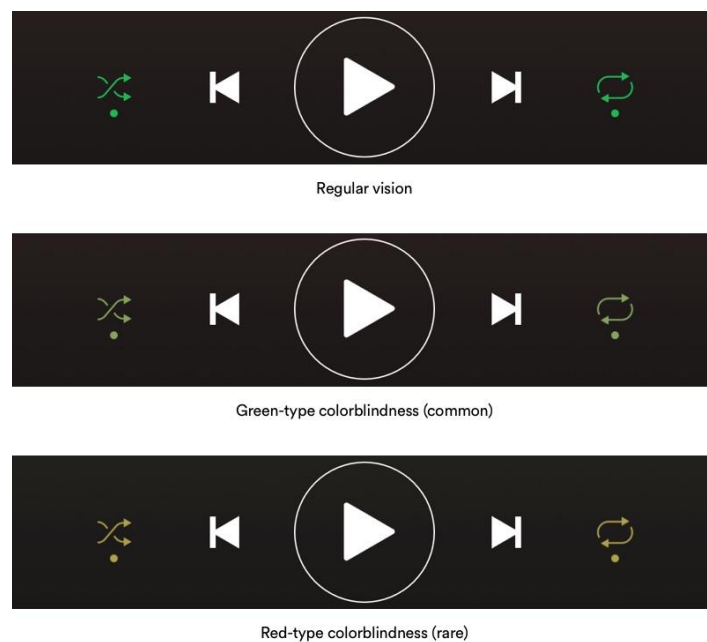 Regular vision
Green-type colorblindness (common)
Red-type colorblindness (rare)